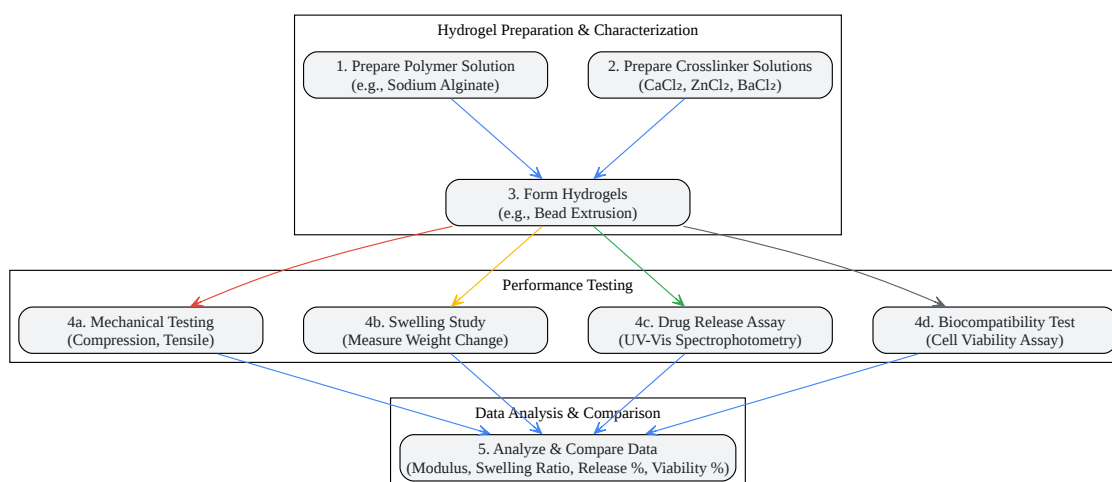 Hydrogel Preparation & Characterization
1. Prepare Polymer Solution
(e.g., Sodium Alginate)
2. Prepare Crosslinker Solutions
(CaCl₂, ZnCl₂, BaCl₂)
3. Form Hydrogels
(e.g., Bead Extrusion)
Performance Testing
4a. Mechanical Testing
(Compression, Tensile)
4b. Swelling Study
(Measure Weight Change)
4c. Drug Release Assay
(UV-Vis Spectrophotometry)
4d. Biocompatibility Test
(Cell Viability Assay)
Data Analysis & Comparison
5. Analyze & Compare Data
(Modulus, Swelling Ratio, Release %, Viability %)